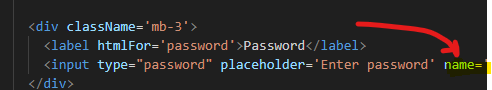 <div className='mb-3'>
<label htmlFor='password'>Password</label>
<input type="password" placeholder='Enter password' name='
</div>